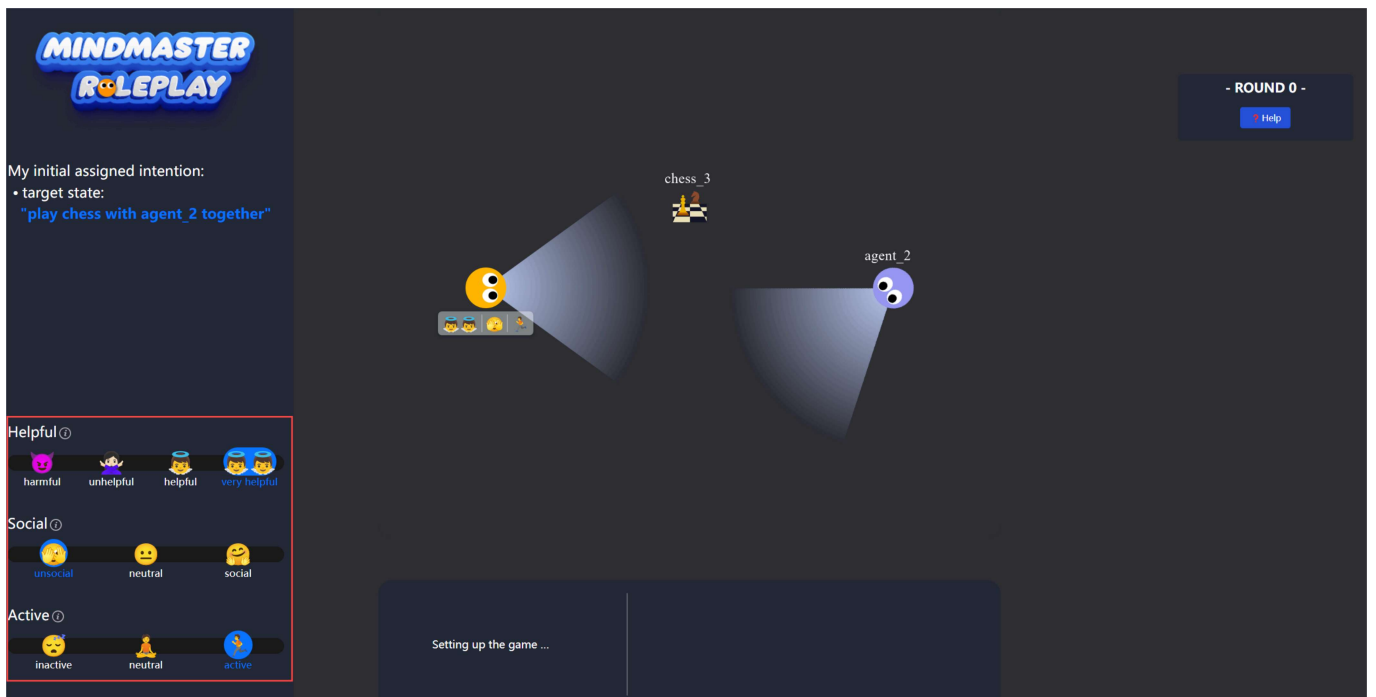 MINDMASTER
ROLEPLAY
My initial assigned intention:
• target state:
"play chess with agent_2 together"
- ROUND 0 -
❓Help
chess_3
agent_2
Helpful
harmful unhelpful helpful very helpful
Social
unsocial neutral social
Active
inactive neutral active
Setting up the game ...